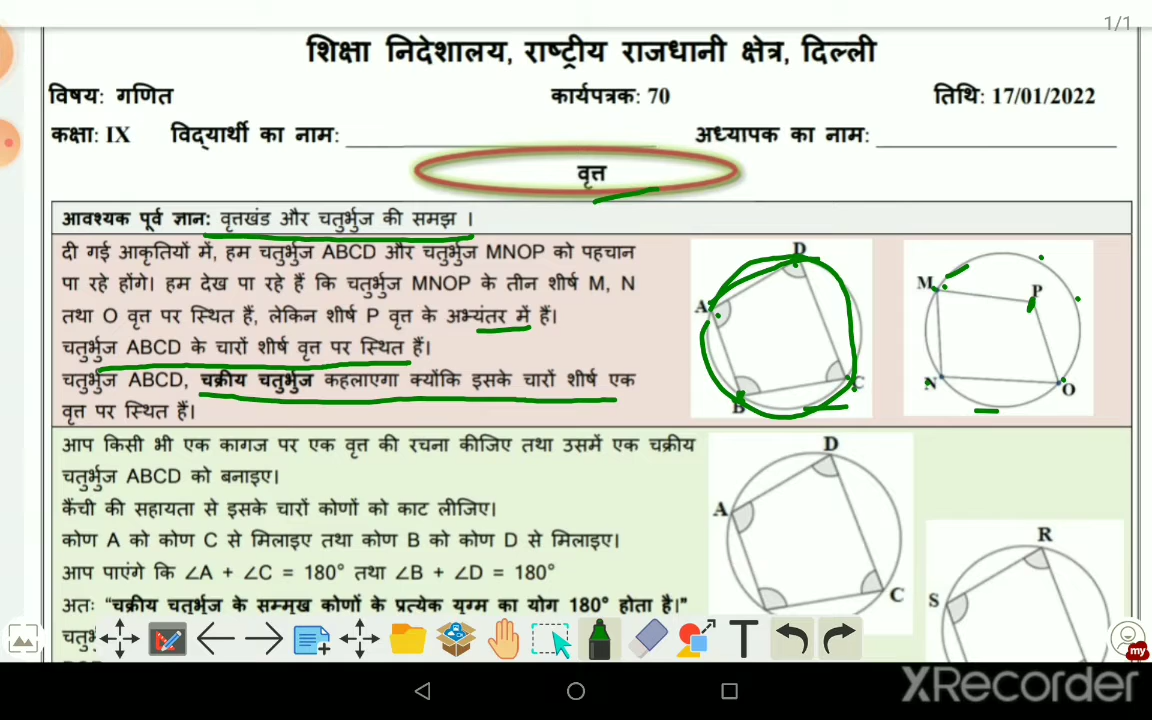 1/1
शिक्षा निदेशालय, राष्ट्रीय राजधानी क्षेत्र, दिल्ली
विषय: गणित कार्यपत्रक: 70 तिथि: 17/01/2022
कक्षा: IX विद्यार्थी का नाम: अध्यापक का नाम:
वृत्त
आवश्यक पूर्व ज्ञान: वृत्तखंड और चतुर्भुज की समझ ।
दी गई आकृतियों में, हम चतुर्भुज ABCD और चतुर्भुज MNOP को पहचान
पा रहे होंगे। हम देख पा रहे हैं कि चतुर्भुज MNOP के तीन शीर्ष M, N
तथा O वृत्त पर स्थित हैं, लेकिन शीर्ष P वृत्त के अभ्यंतर में हैं।
चतुर्भुज ABCD के चारों शीर्ष वृत्त पर स्थित हैं।
चतुर्भुज ABCD, चक्रीय चतुर्भुज कहलाएगा क्योंकि इसके चारों शीर्ष एक
वृत्त पर स्थित हैं।
D
A
B
C
M
P
N
O
आप किसी भी एक कागज पर एक वृत्त की रचना कीजिए तथा उसमें एक चक्रीय
चतुर्भुज ABCD को बनाइए।
कैंची की सहायता से इसके चारों कोणों को काट लीजिए।
कोण A को कोण C से मिलाइए तथा कोण B को कोण D से मिलाइए।
आप पाएंगे कि ∠A + ∠C = 180° तथा ∠B + ∠D = 180°
अतः “चक्रीय चतुर्भुज के सम्मुख कोणों के प्रत्येक युग्म का योग 180° होता है।”
D
A
C
R
S
T
my
XRecorder